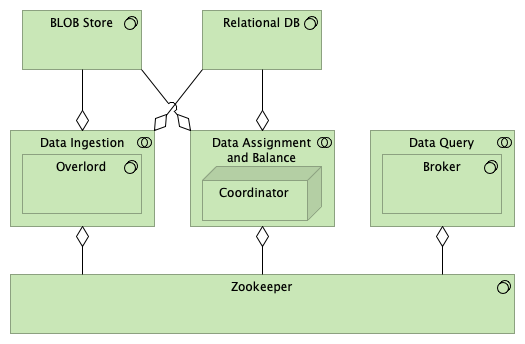 BLOB Store
Relational DB
Data Ingestion
Overlord
Data Assignment
and Balance
Coordinator
Data Query
Broker
Zookeeper